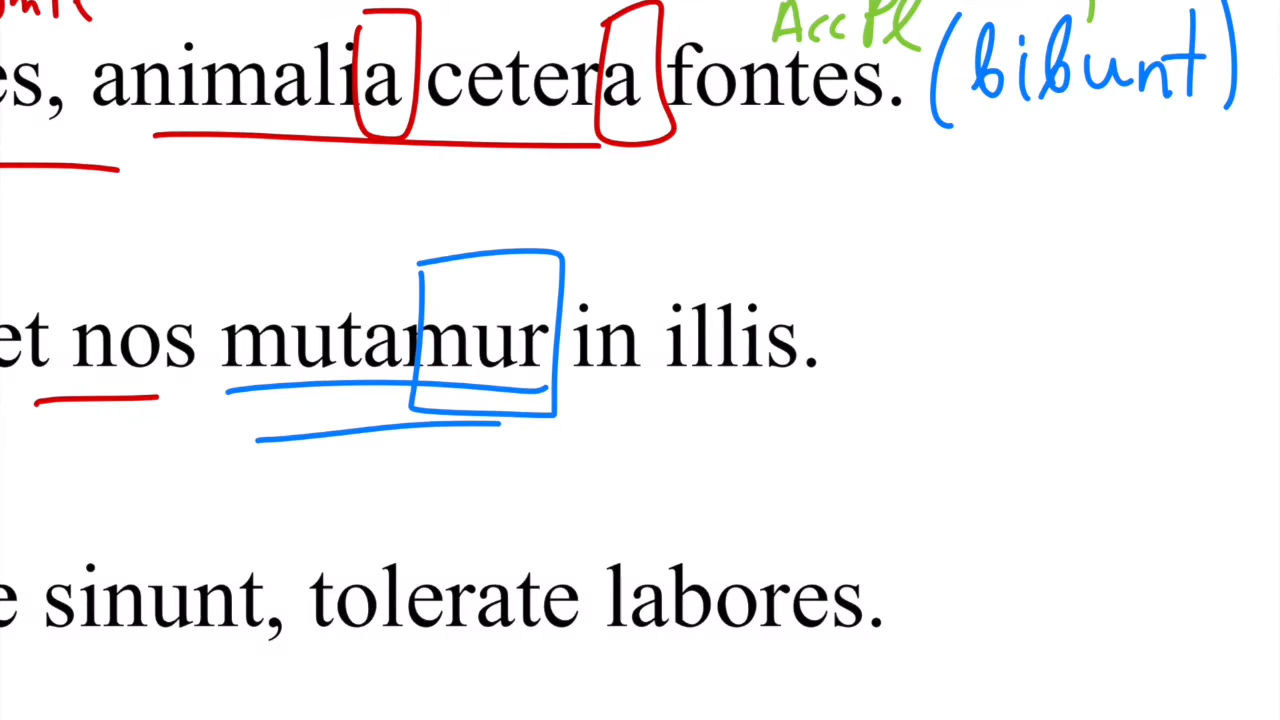 Acc Pl
es, animalia cetera fontes. (bibunt)
et nos mutamur in illis.
e sinunt, tolerate labores.